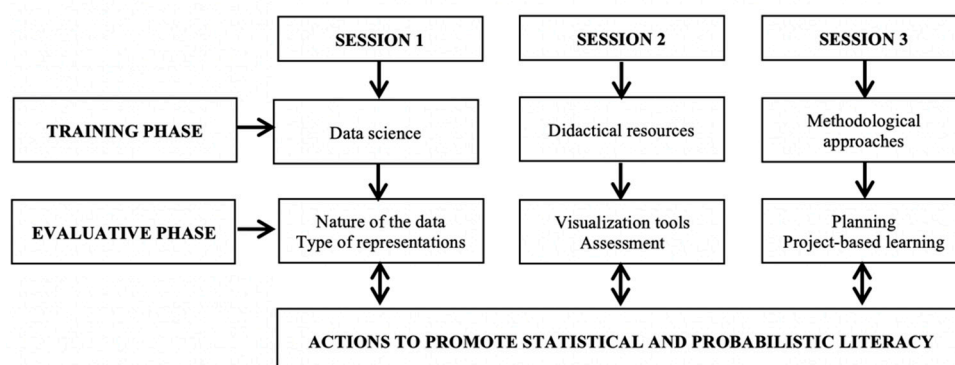 SESSION 1
SESSION 2
SESSION 3
TRAINING PHASE
Data science
Didactical resources
Methodological
approaches
EVALUATIVE PHASE
Nature of the data
Type of representations
Visualization tools
Assessment
Planning
Project-based learning
ACTIONS TO PROMOTE STATISTICAL AND PROBABILISTIC LITERACY